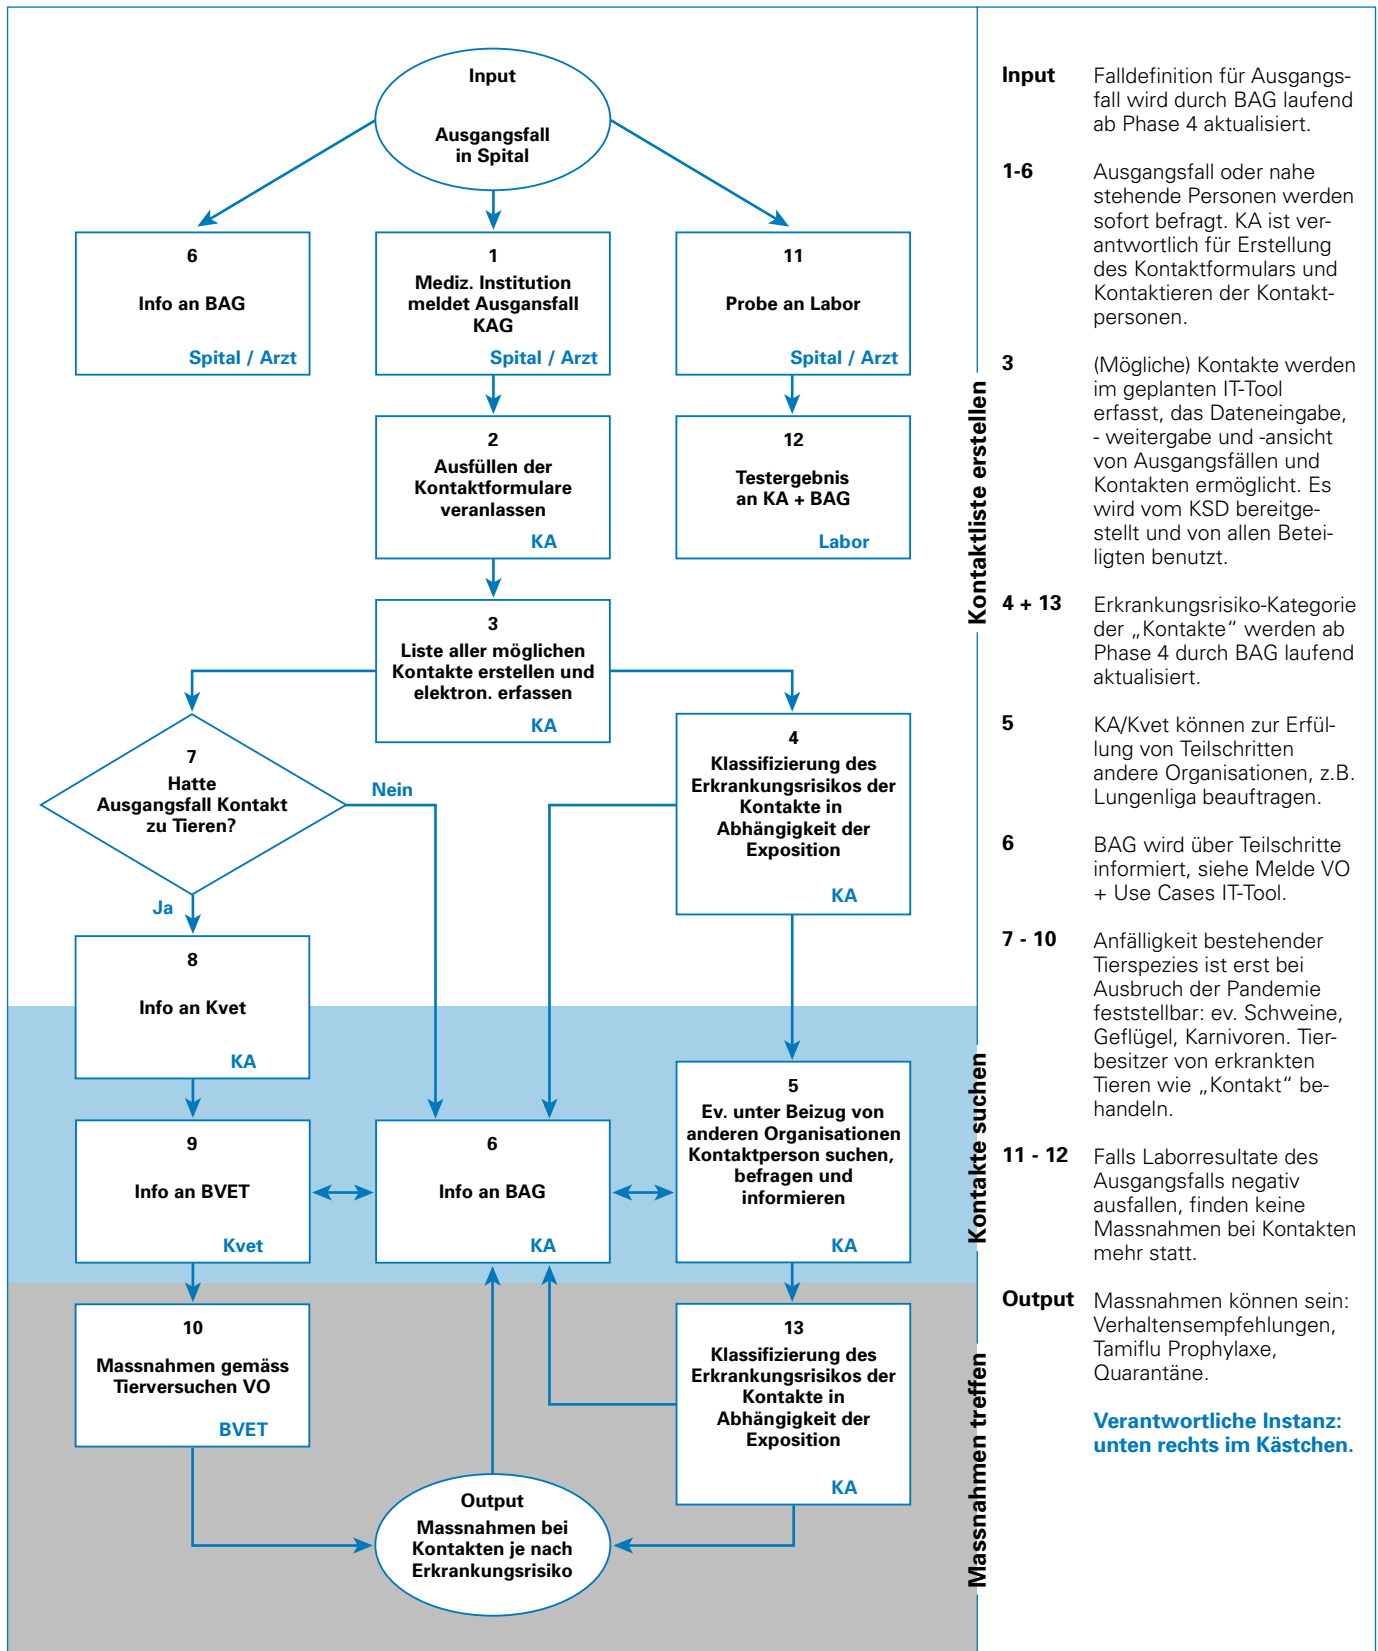 Input
Ausgangsfall
in Spital
6
Info an BAG
Spital / Arzt
1
Mediz. Institution
meldet Ausgansfall
KAG
Spital / Arzt
11
Probe an Labor
Spital / Arzt
2
Ausfüllen der
Kontaktformulare
veranlassen
KA
12
Testergebnis
an KA + BAG
Labor
3
Liste aller möglichen
Kontakte erstellen und
elektron. erfassen
KA
7
Hatte
Ausgangsfall Kontakt
zu Tieren?
Nein
Ja
4
Klassifizierung des
Erkrankungsrisikos der
Kontakte in
Abhängigkeit der
Exposition
KA
8
Info an Kvet
KA
9
Info an BVET
Kvet
6
Info an BAG
KA
5
Ev. unter Beizug von
anderen Organisationen
Kontaktperson suchen,
befragen und
informieren
KA
10
Massnahmen gemäss
Tierversuchen VO
BVET
13
Klassifizierung des
Erkrankungsrisikos der
Kontakte in
Abhängigkeit der
Exposition
KA
Output
Massnahmen bei
Kontakten je nach
Erkrankungsrisiko
Kontaktliste erstellen
Kontakte suchen
Massnahmen treffen
Input Falldefinition für Ausgangs-
fall wird durch BAG laufend
ab Phase 4 aktualisiert.
1-6 Ausgangsfall oder nahe
stehende Personen werden
sofort befragt. KA ist ver-
antwortlich für Erstellung
des Kontaktformulars und
Kontaktieren der Kontakt-
personen.
3 (Mögliche) Kontakte werden
im geplanten IT-Tool
erfasst, das Dateneingabe,
- weitergabe und -ansicht
von Ausgangsfällen und
Kontakten ermöglicht. Es
wird vom KSD bereitge-
stellt und von allen Betei-
ligten benutzt.
4 + 13 Erkrankungsrisiko-Kategorie
der „Kontakte“ werden ab
Phase 4 durch BAG laufend
aktualisiert.
5 KA/Kvet können zur Erfül-
lung von Teilschritten
andere Organisationen, z.B.
Lungenliga beauftragen.
6 BAG wird über Teilschritte
informiert, siehe Melde VO
+ Use Cases IT-Tool.
7 - 10 Anfälligkeit bestehender
Tierspezies ist erst bei
Ausbruch der Pandemie
feststellbar: ev. Schweine,
Geflügel, Karnivoren. Tier-
besitzer von erkrankten
Tieren wie „Kontakt“ be-
handeln.
11 - 12 Falls Laborresultate des
Ausgangsfalls negativ
ausfallen, finden keine
Massnahmen bei Kontakten
mehr statt.
Output Massnahmen können sein:
Verhaltensempfehlungen,
Tamiflu Prophylaxe,
Quarantäne.
Verantwortliche Instanz:
unten rechts im Kästchen.